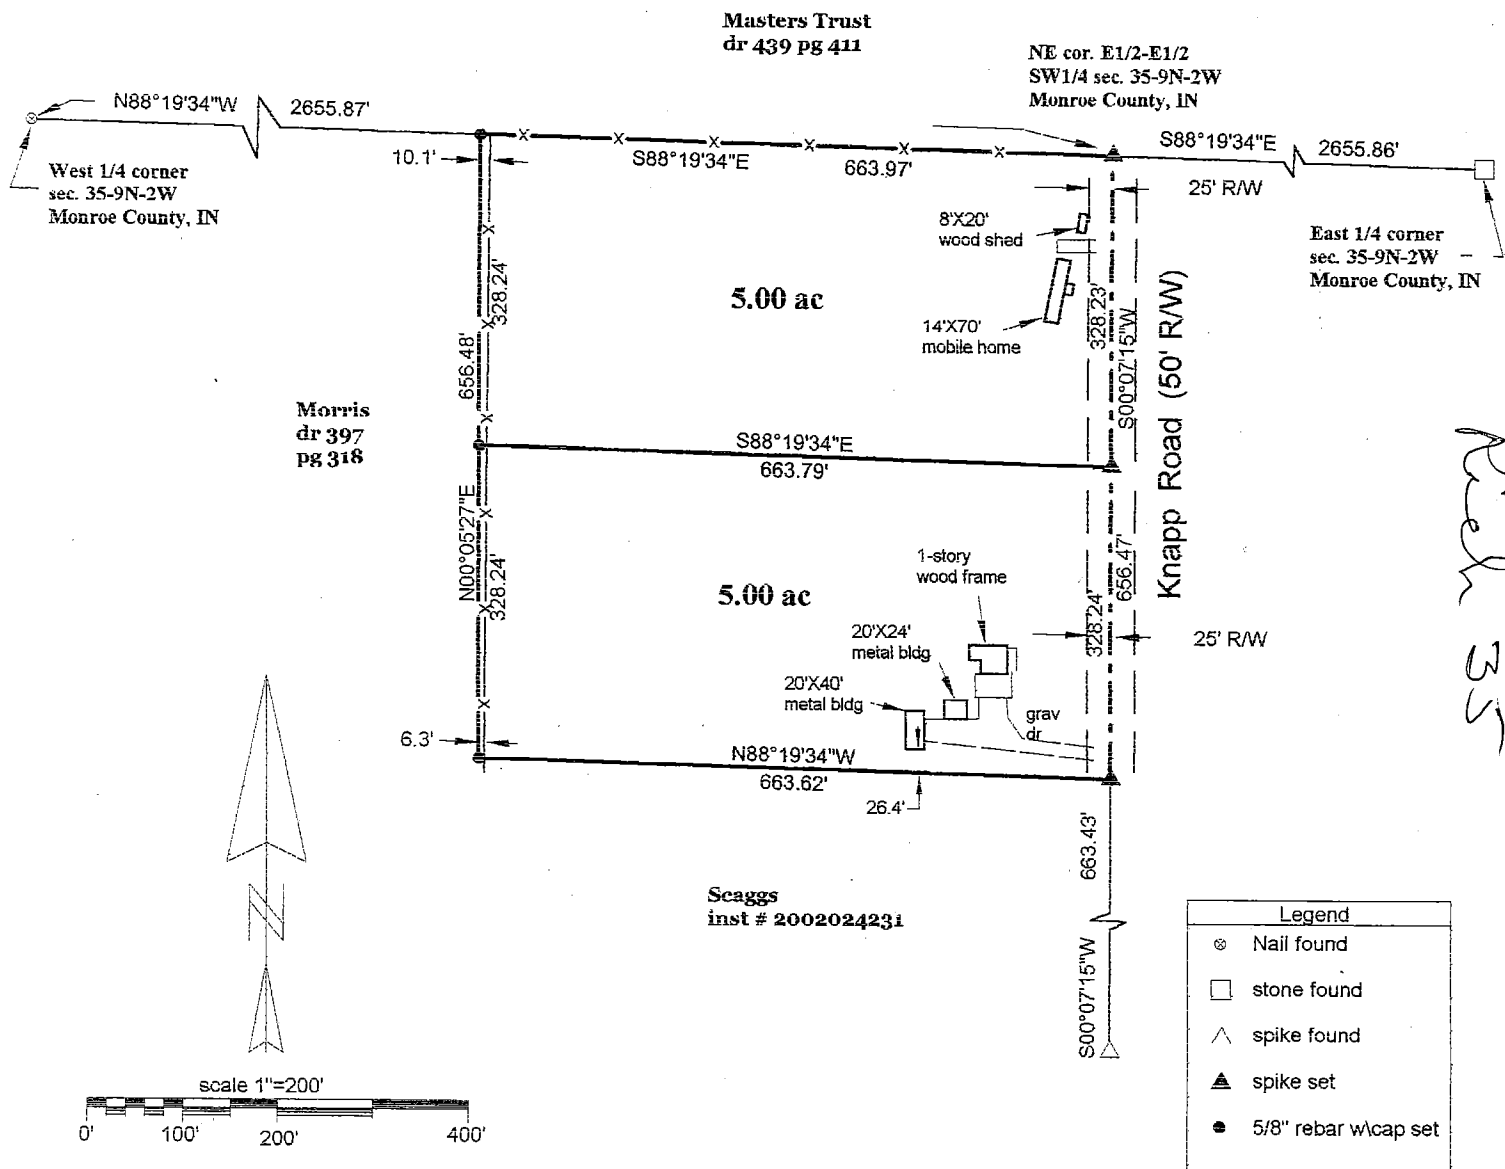 Masters Trust
dr 439 pg 411
NE cor. E1/2-E1/2
SW1/4 sec. 35-9N-2W
Monroe County, IN
N88°19'34"W
2655.87'
West 1/4 corner
sec. 35-9N-2W
Monroe County, IN
10.1'
S88°19'34"E
663.97'
S88°19'34"E
2655.86'
25' R/W
East 1/4 corner
sec. 35-9N-2W
Monroe County, IN
8'X20'
wood shed
5.00 ac
14'X70'
mobile home
328.24'
656.48'
328.23'
S00°07'15"W
Knapp Road (50' R/W)
Morris
dr 397
pg 318
S88°19'34"E
663.79'
N00°05'27"E
328.24'
5.00 ac
1-story
wood frame
20'X24'
metal bldg
20'X40'
metal bldg
grav
dr
328.24'
656.47'
25' R/W
35
6.3'
N88°19'34"W
663.62'
26.4'
663.43'
S00°07'15"W
Scaggs
inst # 2002024231
N
scale 1"=200'
0'
100'
200'
400'
Legend
Nail found
stone found
spike found
spike set
5/8" rebar w\cap set